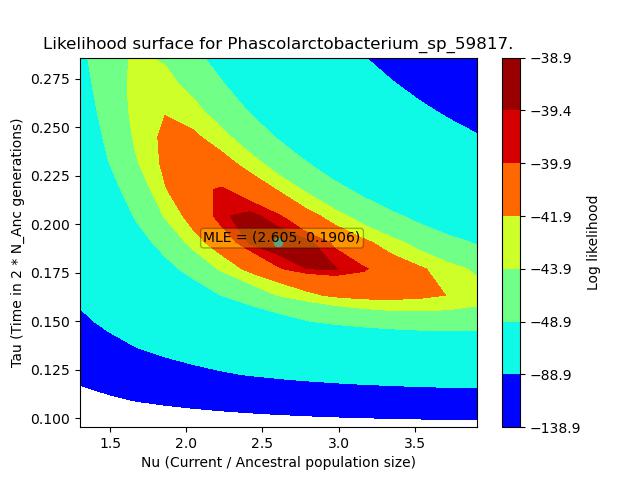 Likelihood surface for Phascolarctobacterium_sp_59817.
Tau (Time in 2 * N_Anc generations)
0.275
0.250
0.225
0.200
0.175
0.150
0.125
0.100
MLE = (2.605, 0.1906)
1.5 2.0 2.5 3.0 3.5
Nu (Current / Ancestral population size)
−38.9
−39.4
−39.9
−41.9
−43.9
−48.9
−88.9
−138.9
Log likelihood